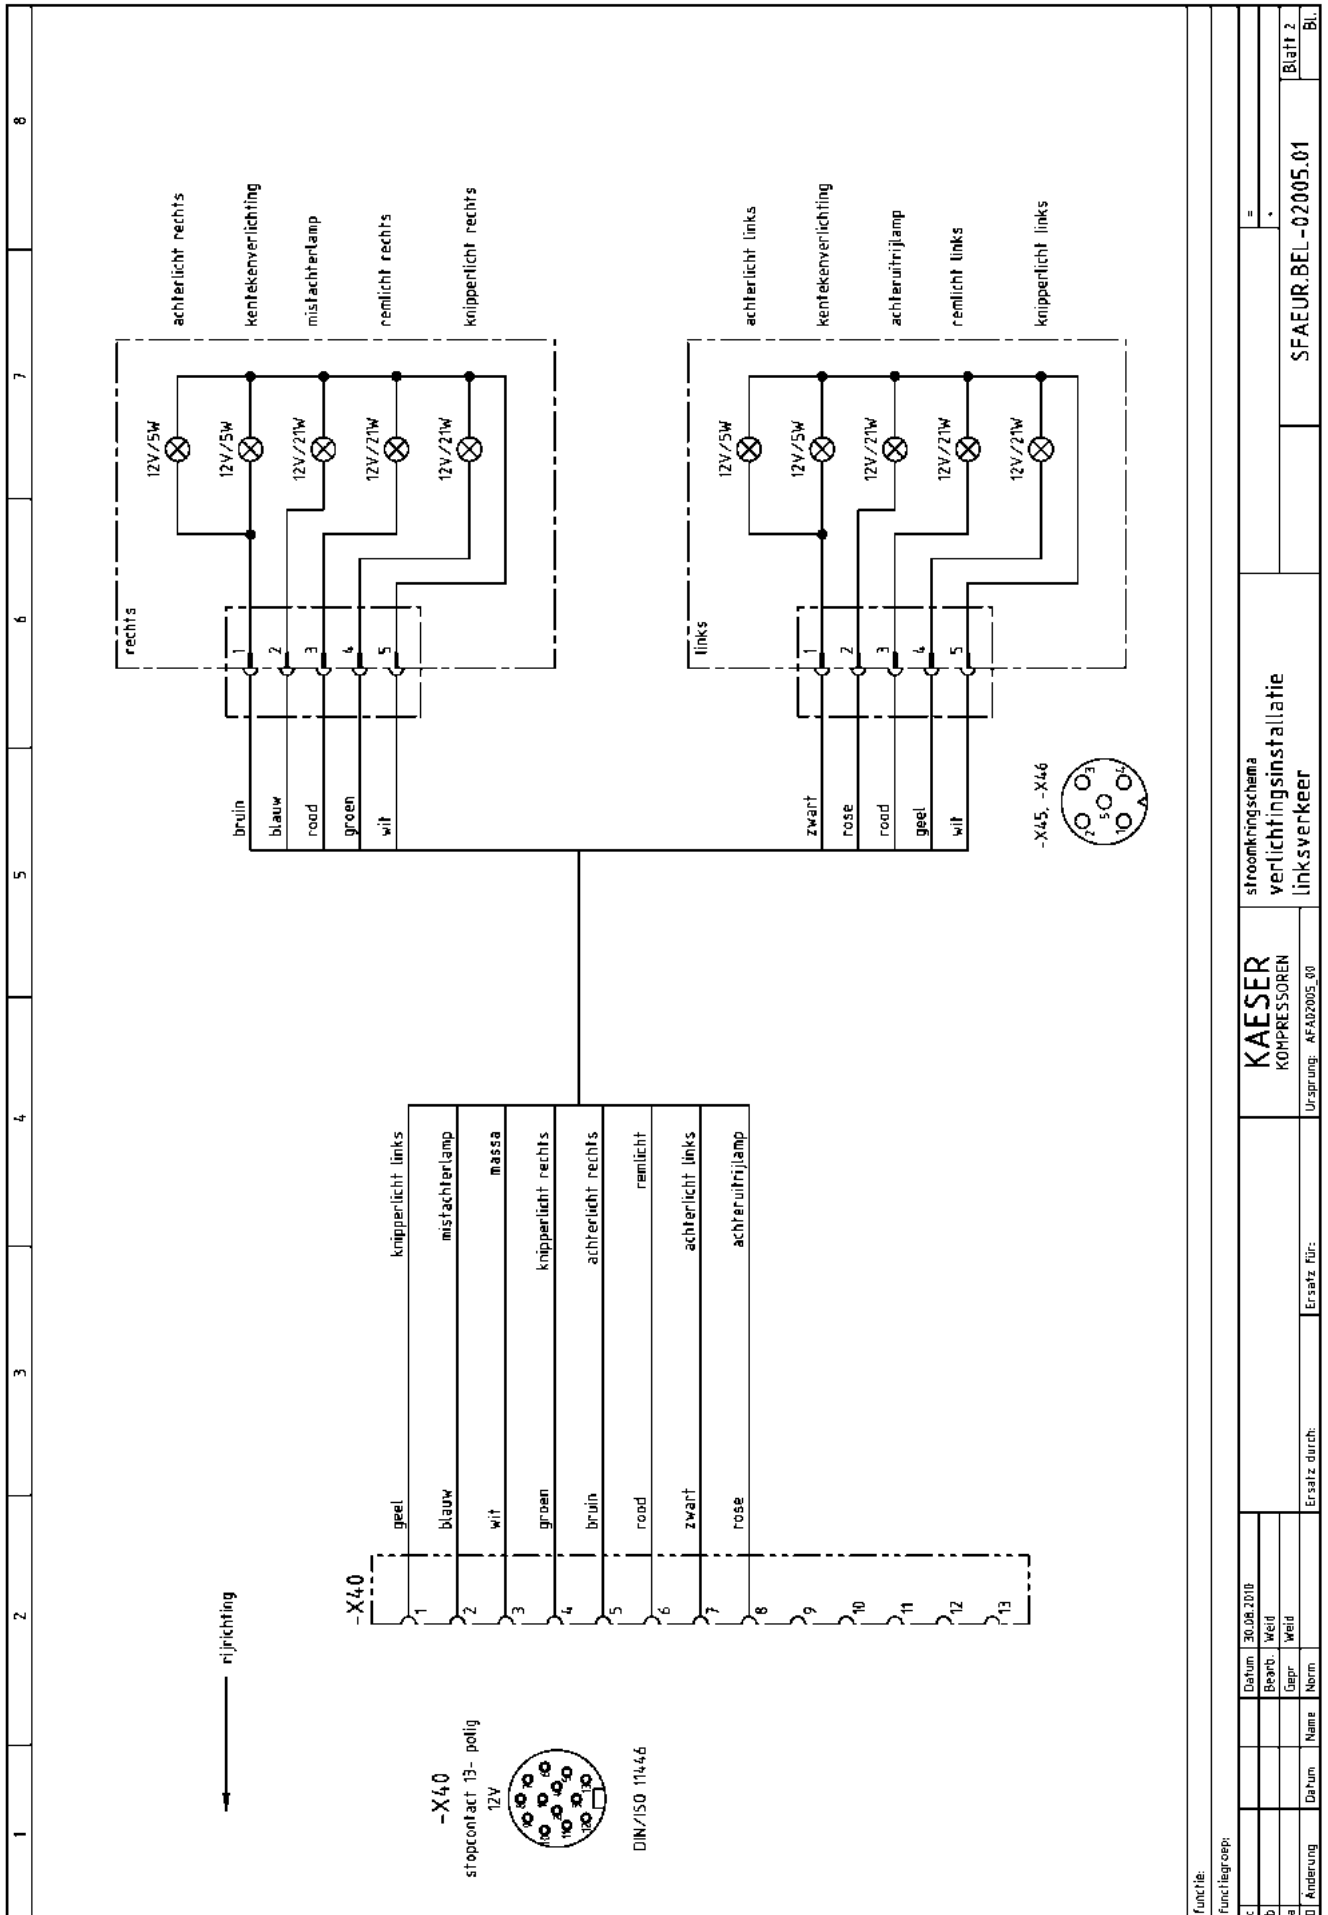 1
2
3
4
5
6
7
8
rijrichting
-X40
stopcontact 13- polig
12V
DIN/ISO 11446
-X40
1
2
3
4
5
6
7
8
9
10
11
12
13
geel
blauw
wit
groen
bruin
rood
zwart
rose
knipperlicht links
mistachterlamp
massa
knipperlicht rechts
achterlicht rechts
remlicht
achterlicht links
achteruitrijlamp
bruin
blauw
rood
groen
wit
rechts
1
2
3
4
5
12V/5W
12V/5W
12V/21W
12V/21W
12V/21W
achterlicht rechts
kentekenverlichting
mistachterlamp
remlicht rechts
knipperlicht rechts
zwart
rose
rood
geel
wit
links
1
2
3
4
5
12V/5W
12V/5W
12V/21W
12V/21W
12V/21W
achterlicht links
kentekenverlichting
achteruitrijlamp
remlicht links
knipperlicht links
-X45, -X46
1
2
3
4
5
functie:
functiegroep:
c
b
a
Änderung
Datum
Name
Datum 30.08.2010
Bearb. Weid
Gepr Weid
Norm
Ersatz durch:
Ersatz für:
KAESER
KOMPRESSOREN
Ursprung: AFA02005_00
stroomkringschema
verlichtingsinstallatie
linksverkeer
=
SFAEUR.BEL-02005.01
Blatt 2
Bl.